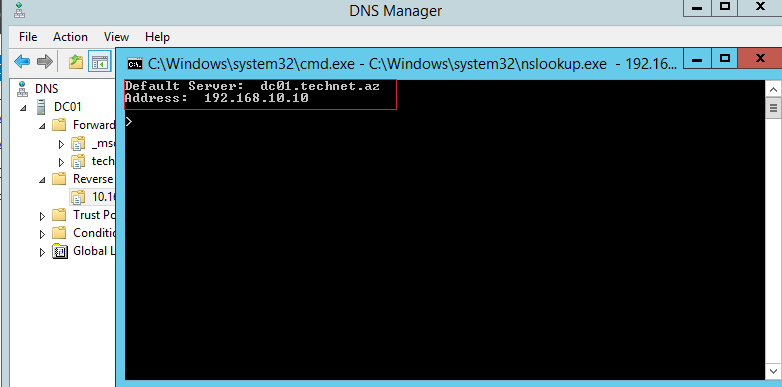 DNS Manager
File Action View Help
C:\Windows\system32\cmd.exe - C:\Windows\system32\nslookup.exe - 192.16...
DNS
DC01
Forward
_mso
tech
Reverse
10.16
Trust Po
Conditio
Global L
Default Server: dc01.technet.az
Address: 192.168.10.10
>